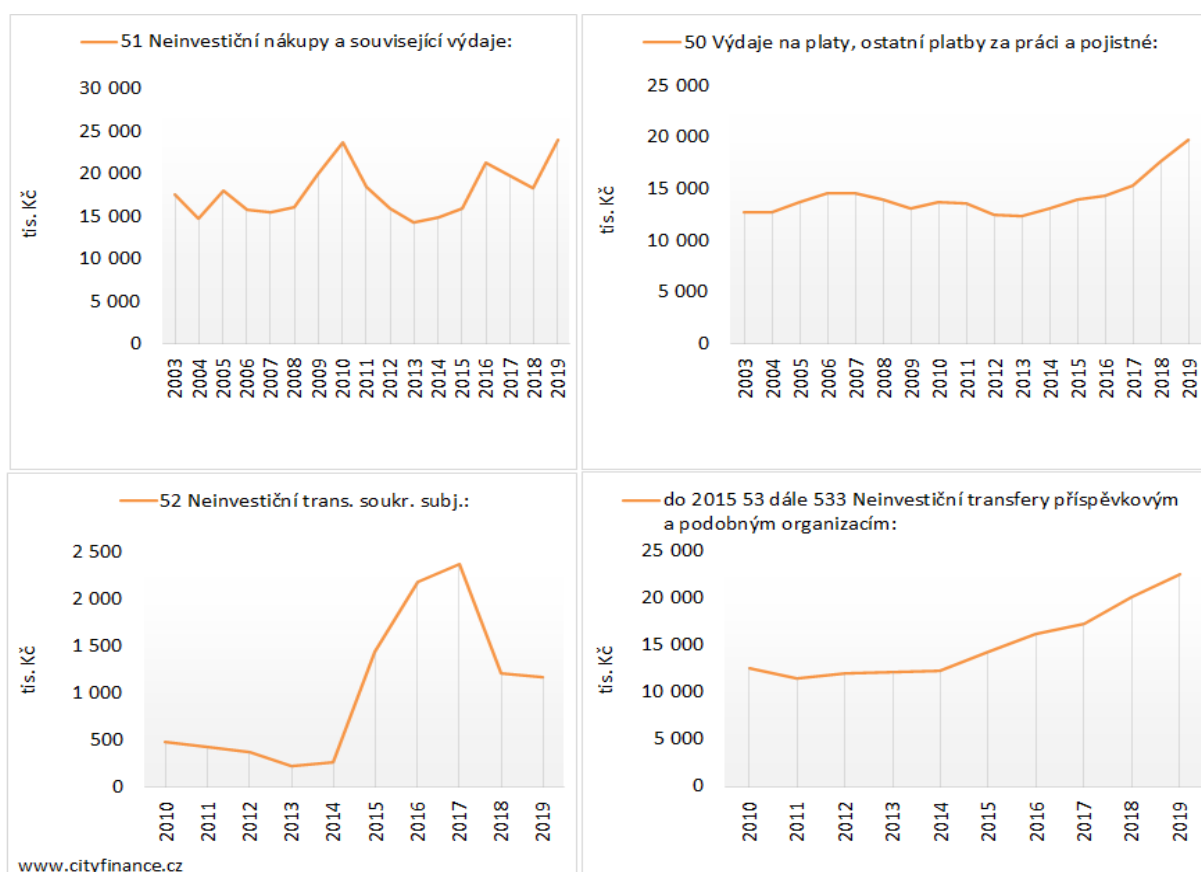 51 Neinvestiční nákupy a související výdaje:
30 000
25 000
20 000
15 000
10 000
5 000
0
tis. Kč
2003 2004 2005 2006 2007 2008 2009 2010 2011 2012 2013 2014 2015 2016 2017 2018 2019
50 Výdaje na platy, ostatní platby za práci a pojistné:
25 000
20 000
15 000
10 000
5 000
0
tis. Kč
2003 2004 2005 2006 2007 2008 2009 2010 2011 2012 2013 2014 2015 2016 2017 2018 2019
52 Neinvestiční trans. soukr. subj.:
2 500
2 000
1 500
1 000
500
0
tis. Kč
2010 2011 2012 2013 2014 2015 2016 2017 2018 2019
www.cityfinance.cz
do 2015 53 dále 533 Neinvestiční transfery příspěvkovým
a podobným organizacím:
25 000
20 000
15 000
10 000
5 000
0
tis. Kč
2010 2011 2012 2013 2014 2015 2016 2017 2018 2019